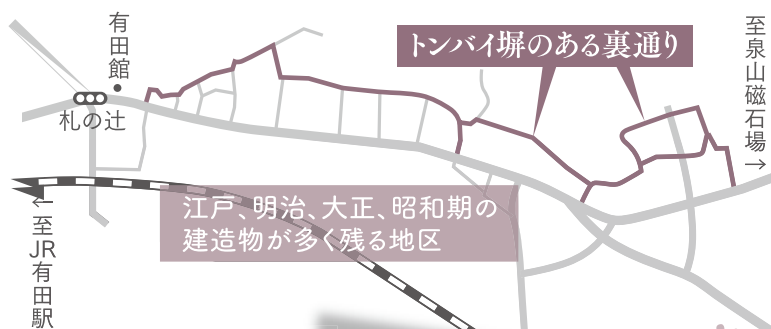 有田館
札の辻
トンバイ塀のある裏通り
至泉山磁石場→
江戸、明治、大正、昭和期の
建造物が多く残る地区
←至JR有田駅